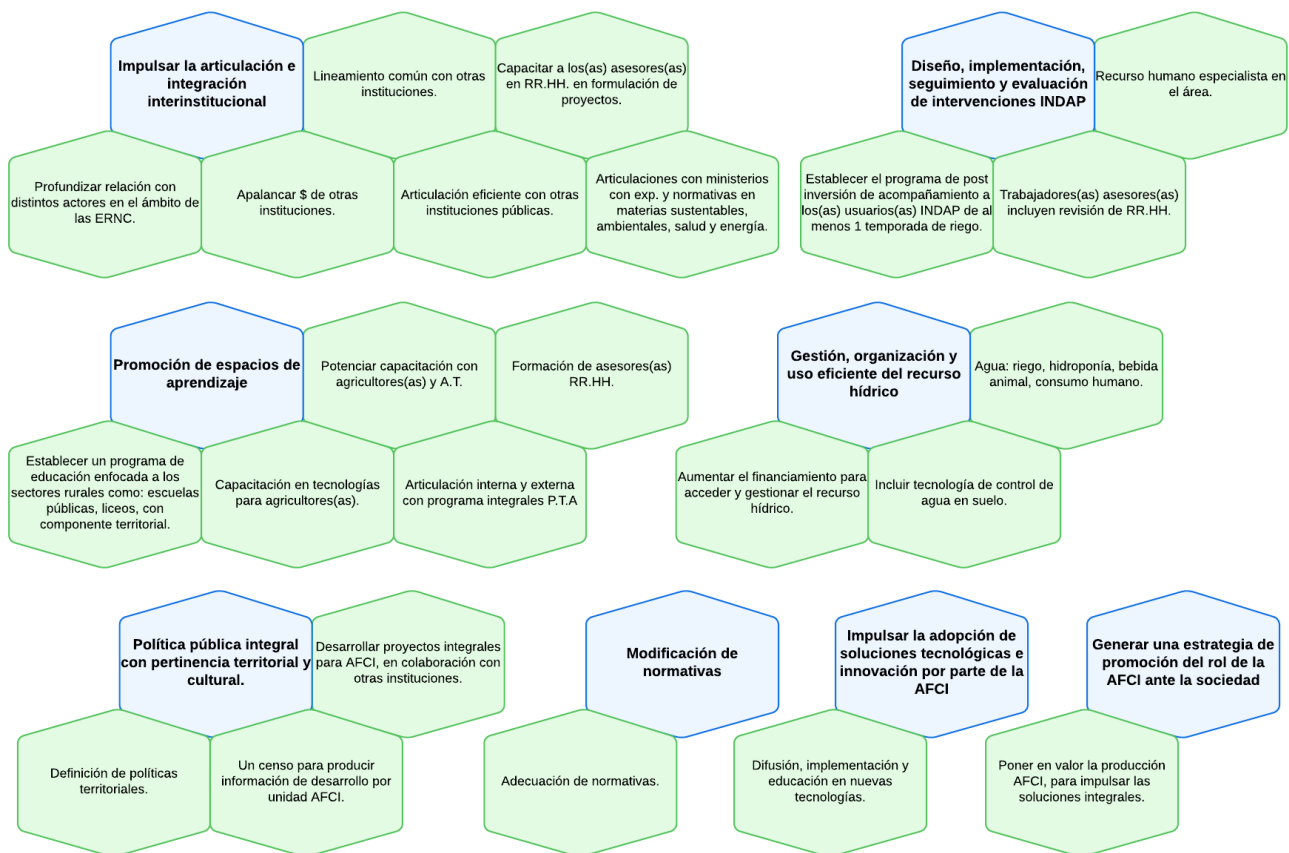 Impulsar la articulación e
integración
interinstitucional
Lineamiento común con otras
instituciones.
Capacitar a los(as) asesores(as)
en RR.HH. en formulación de
proyectos.
Profundizar relación con
distintos actores en el ámbito de
las ERNC.
Apalancar $ de otras
instituciones.
Articulación eficiente con otras
instituciones públicas.
Articulaciones con ministerios
con exp. y normativas en
materias sustentables,
ambientales, salud y energía.
Diseño, implementación,
seguimiento y evaluación
de intervenciones INDAP
Recurso humano especialista en
el área.
Establecer el programa de post
inversión de acompañamiento a
los(as) usuarios(as) INDAP de al
menos 1 temporada de riego.
Trabajadores(as) asesores(as)
incluyen revisión de RR.HH.
Promoción de espacios de
aprendizaje
Potenciar capacitación con
agricultores(as) y A.T.
Formación de asesores(as)
RR.HH.
Establecer un programa de
educación enfocada a los
sectores rurales como: escuelas
públicas, liceos, con
componente territorial.
Capacitación en tecnologías
para agricultores(as).
Articulación interna y externa
con programa integrales P.T.A
Gestión, organización y
uso eficiente del recurso
hídrico
Agua: riego, hidroponía, bebida
animal, consumo humano.
Aumentar el financiamiento para
acceder y gestionar el recurso
hídrico.
Incluir tecnología de control de
agua en suelo.
Política pública integral
con pertinencia territorial y
cultural.
Desarrollar proyectos integrales
para AFCI, en colaboración con
otras instituciones.
Definición de políticas
territoriales.
Un censo para producir
información de desarrollo por
unidad AFCI.
Modificación de
normativas
Adecuación de normativas.
Impulsar la adopción de
soluciones tecnológicas e
innovación por parte de la
AFCI
Difusión, implementación y
educación en nuevas
tecnologías.
Generar una estrategia de
promoción del rol de la
AFCI ante la sociedad
Poner en valor la producción
AFCI, para impulsar las
soluciones integrales.